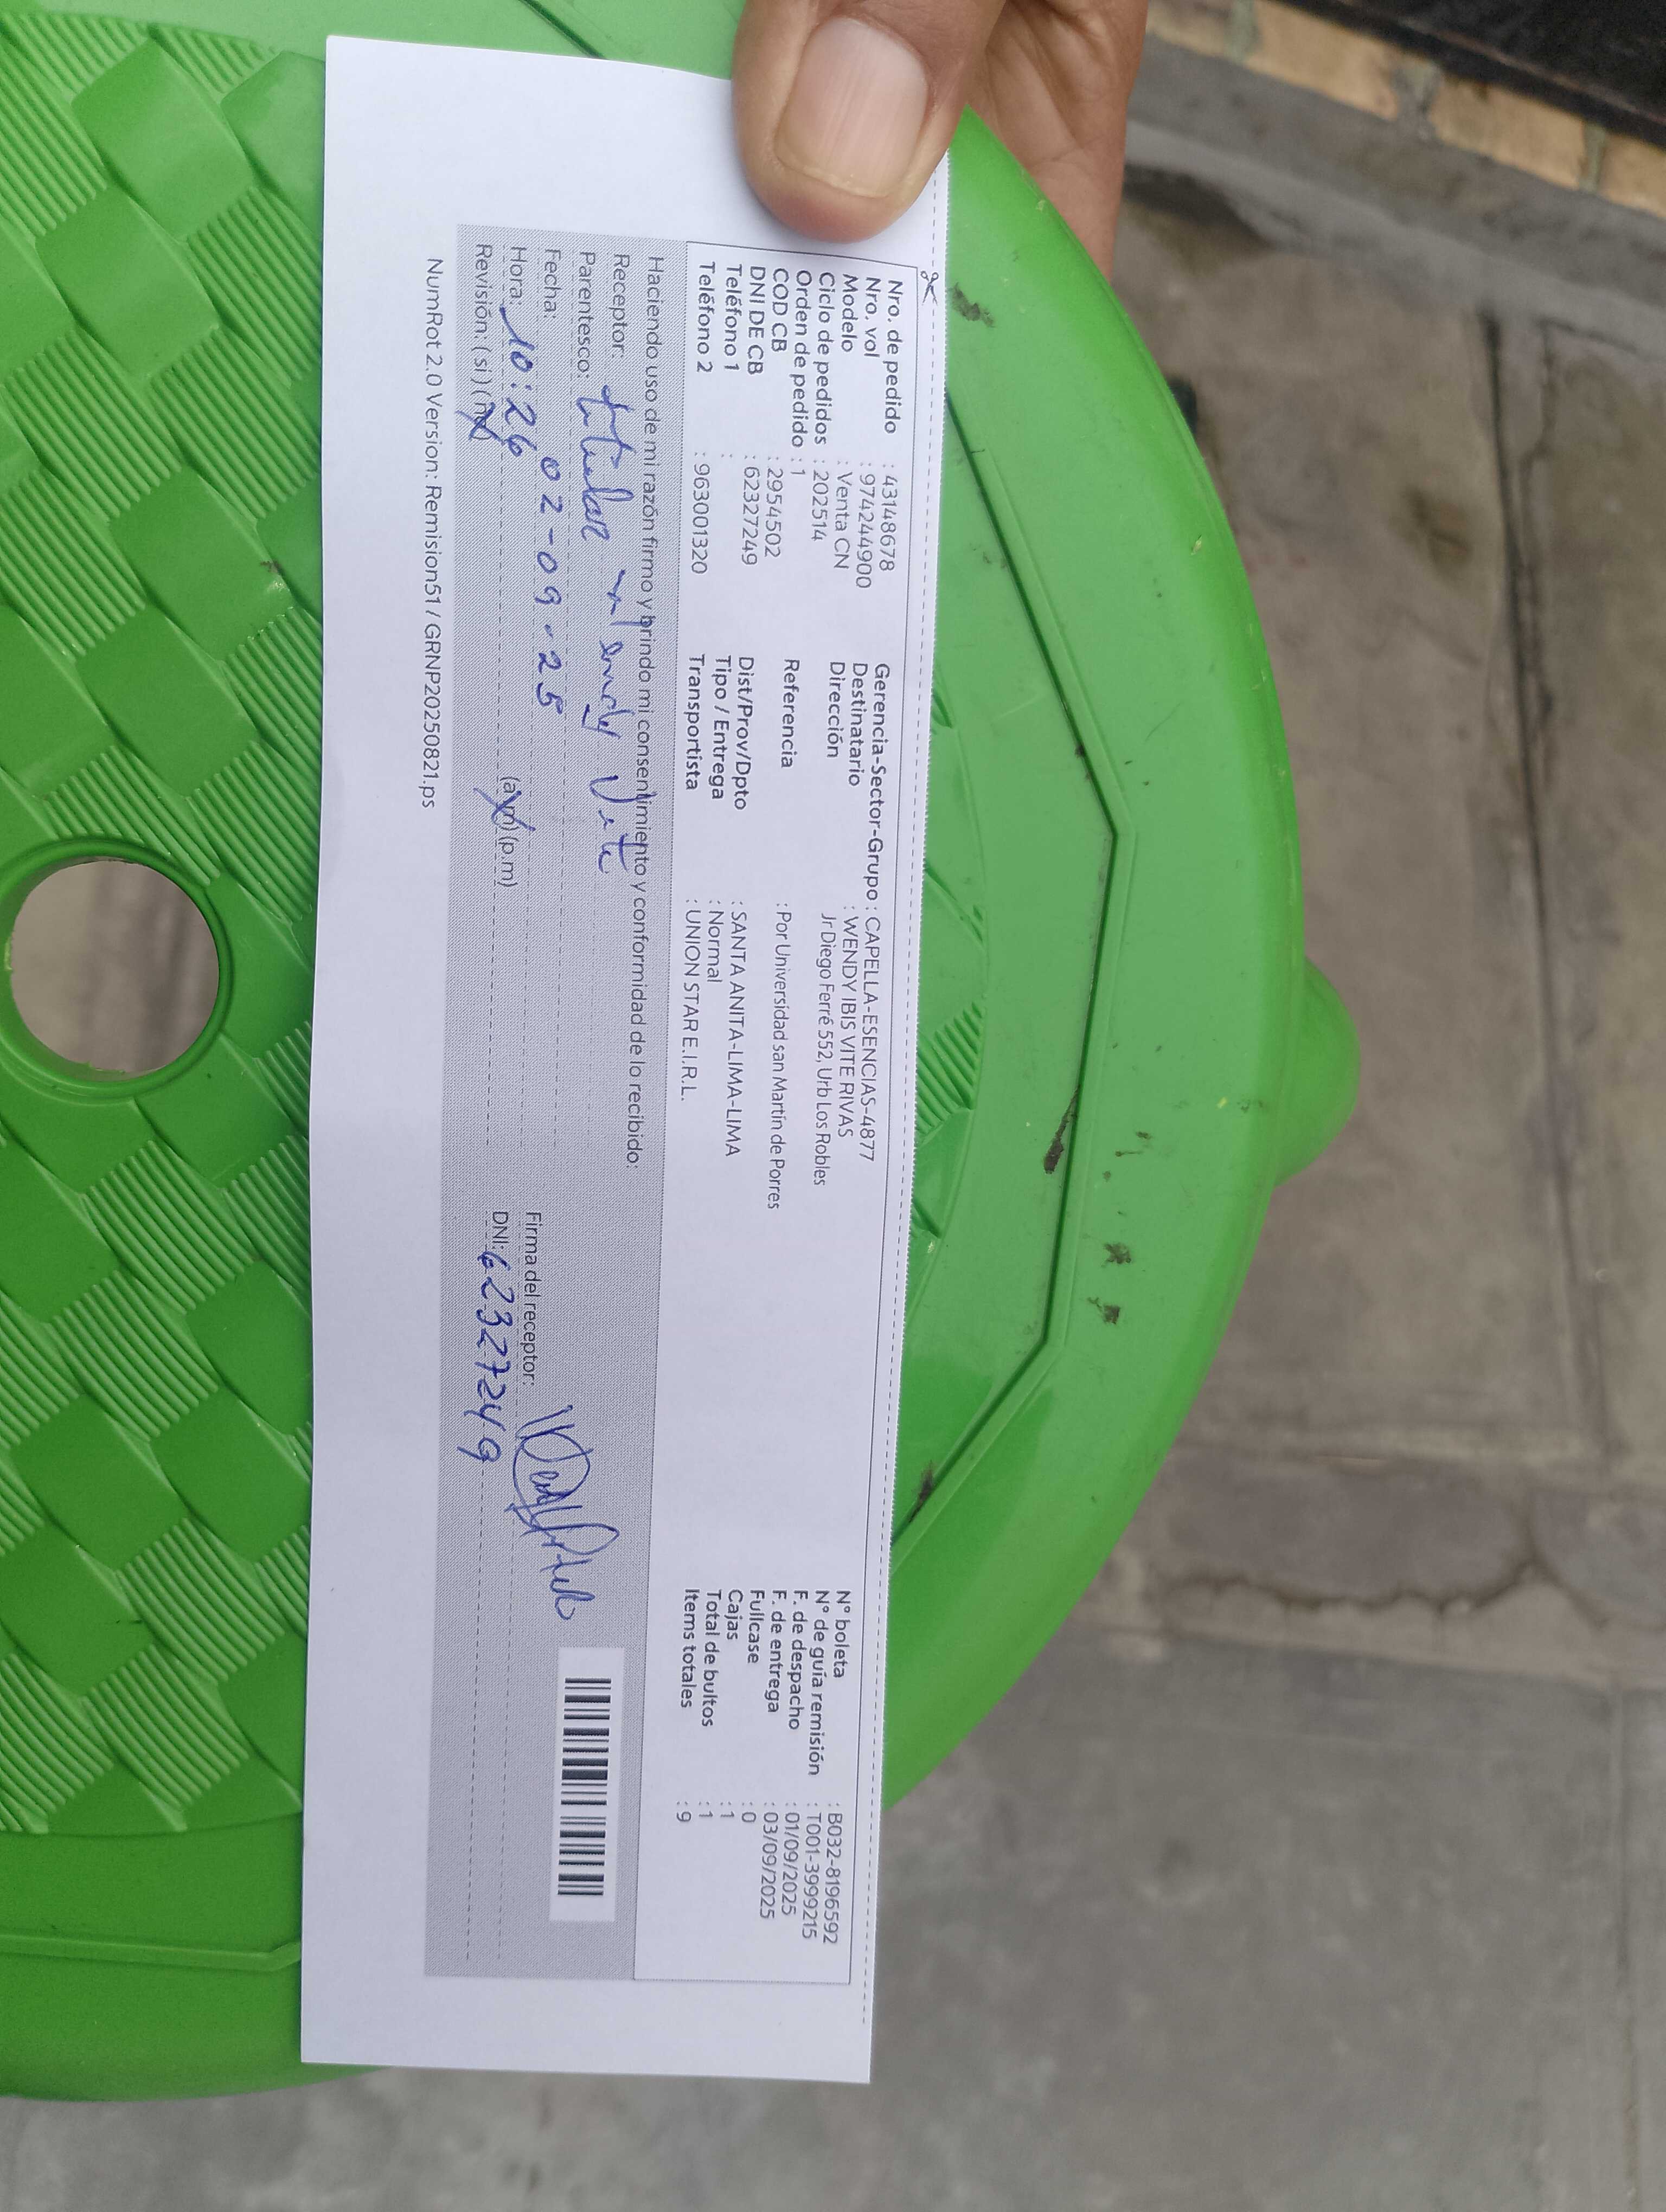 Nro. de pedido : 43148678
Nro. vol : 974244900
Modelo : Venta CN
Ciclo de pedidos : 202514
Orden de pedido : 1
COD CB : 2954502
DNI DE CB : 62327249
Teléfono 1 :
Teléfono 2 : 963001320
Gerencia-Sector-Grupo : CAPELLA-ESENCIAS-4877
Destinatario : WENDY IBIS VITE RIVAS
Dirección Jr Diego Ferré 552, Urb Los Robles
Referencia : Por Universidad san Martín de Porres
Dist/Prov/Dpto : SANTA ANITA-LIMA-LIMA
Tipo / Entrega : Normal
Transportista : UNION STAR E.I.R.L.
N° boleta : B032-8196592
N° de guía remisión : T001-3999215
F. de despacho : 01/09/2025
F. de entrega : 03/09/2025
Fullcase : 0
Cajas : 1
Total de bultos : 1
Items totales : 9
Haciendo uso de mi razón firmo y brindo mi consentimiento y conformidad de lo recibido:
Receptor: Vite
Parentesco: titular
Fecha: 02-09-25
Hora: 10:26 (a.m) (p.m)
Revisión: ( si ) ( no )
Firma del receptor:
DNI: 62327249
NumRot 2.0 Version: Remision51 / GRNP20250821.ps